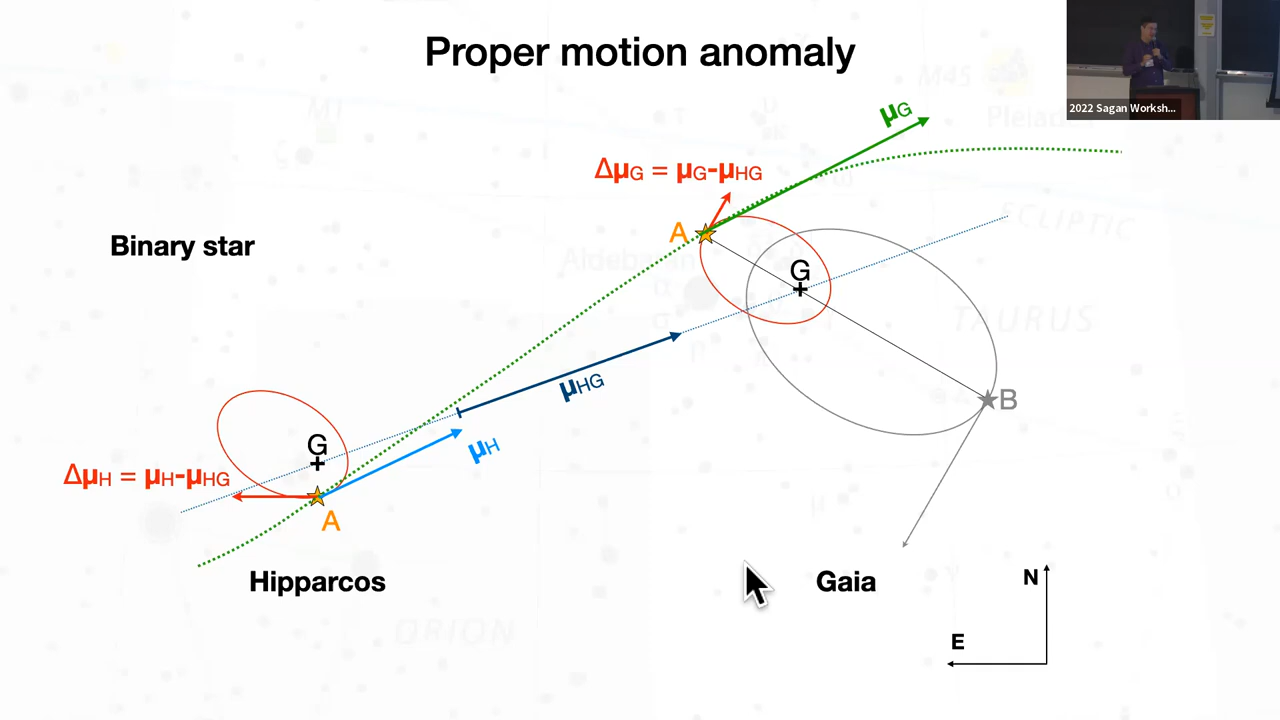 Proper motion anomaly
2022 Sagan Worksh...
M45
Pleiade
M1
μG
ΔμG = μG-μHG
A
ECLIPTIC
Binary star
Aldebaran
G
TAURUS
μHG
B
G
μH
ΔμH = μH-μHG
A
Hipparcos
Gaia
N
E
ORION